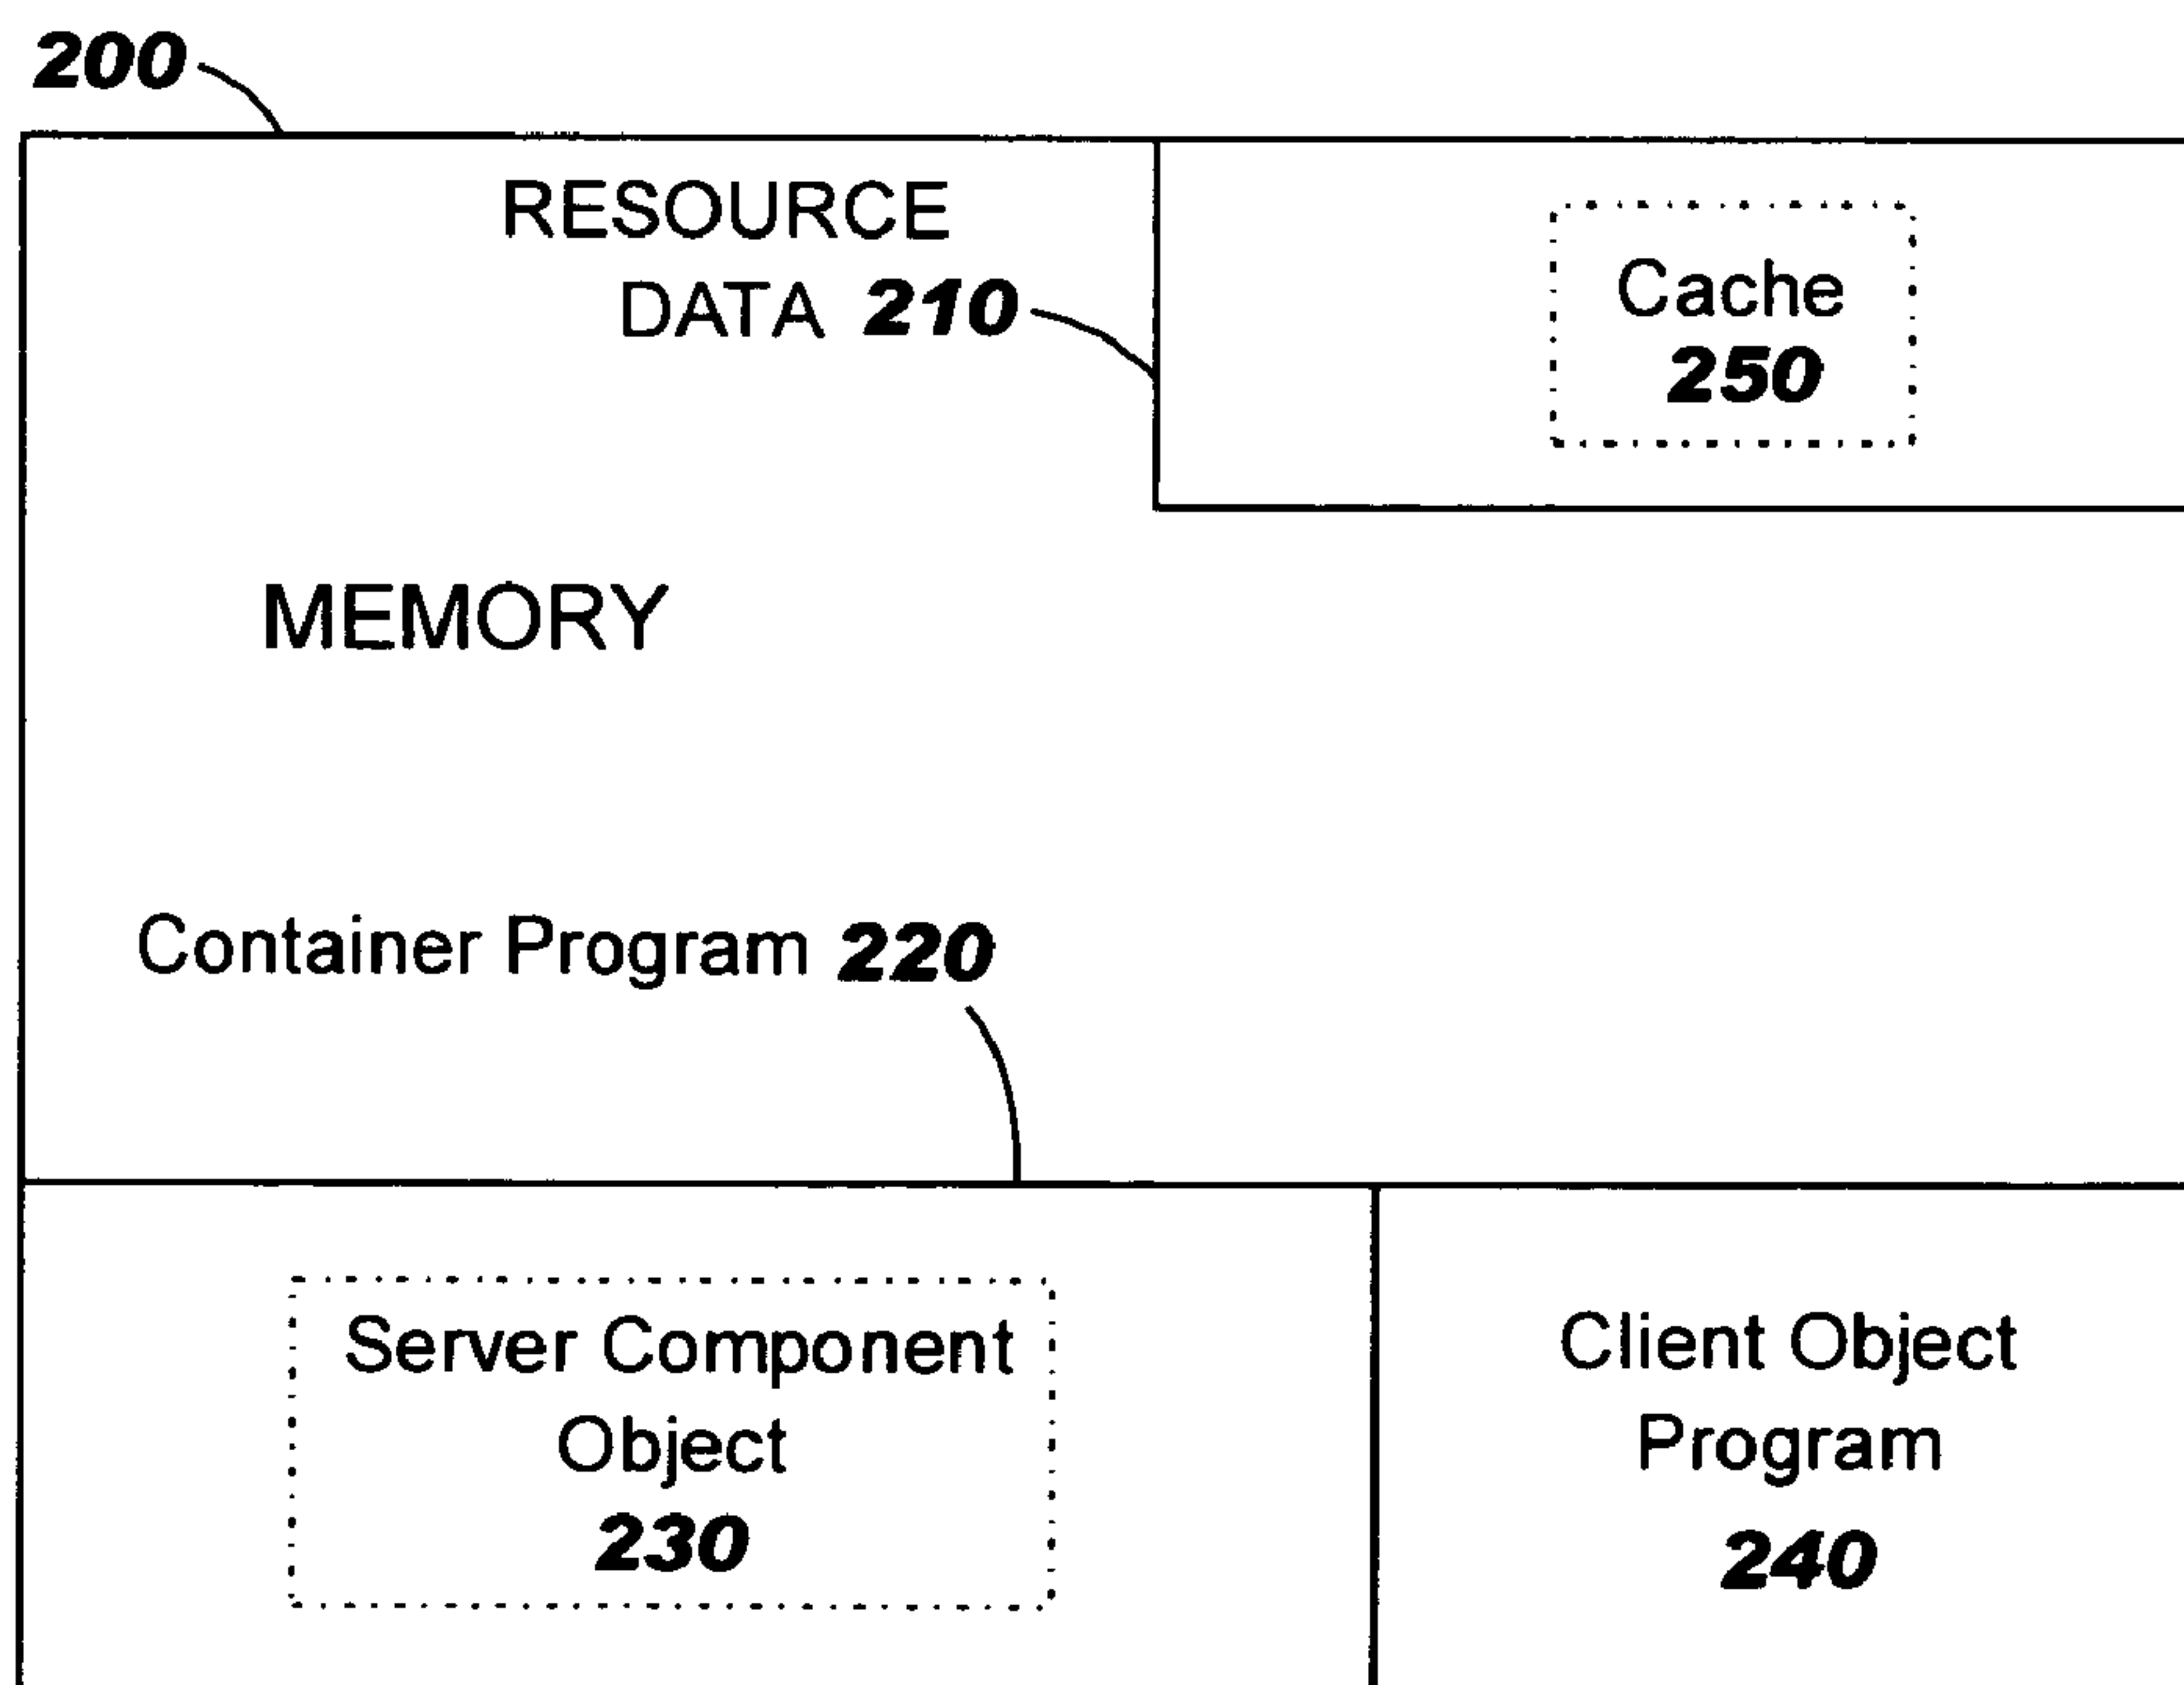 200
RESOURCE
DATA 210
Cache
250
MEMORY
Container Program 220
Server Component
Object
230
Client Object
Program
240